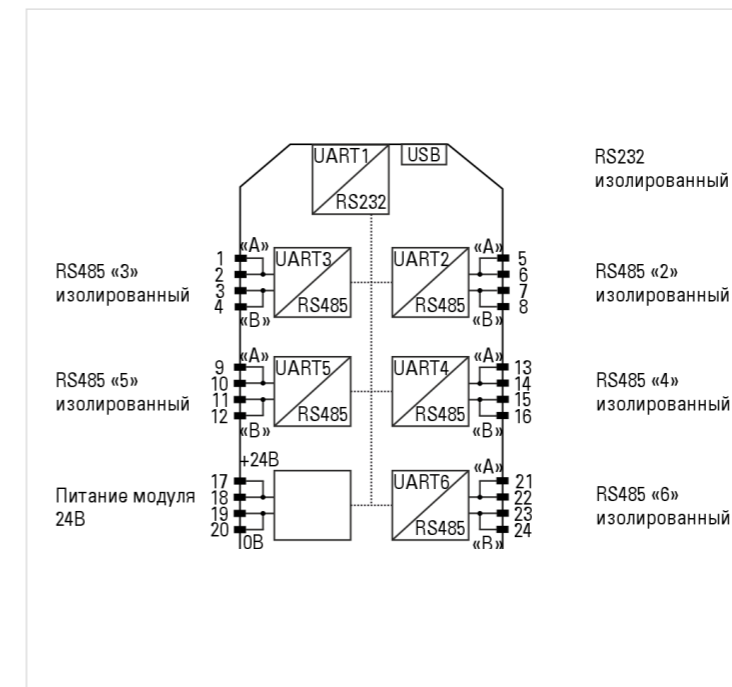 UART1
RS232
USB
RS232
изолированный
RS485 «3»
изолированный
1
2
3
4
«A»
«B»
UART3
RS485
UART2
RS485
«A»
«B»
5
6
7
8
RS485 «2»
изолированный
RS485 «5»
изолированный
9
10
11
12
«A»
«B»
UART5
RS485
UART4
RS485
«A»
«B»
13
14
15
16
RS485 «4»
изолированный
Питание модуля
24В
17
18
19
20
+24В
0В
UART6
RS485
«A»
«B»
21
22
23
24
RS485 «6»
изолированный